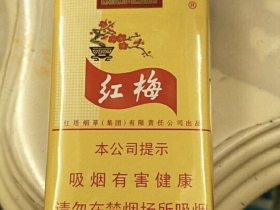 ®
红梅
红塔烟草(集团)有限责任公司出品
本公司提示
吸烟有害健康
请勿在禁烟场所吸烟